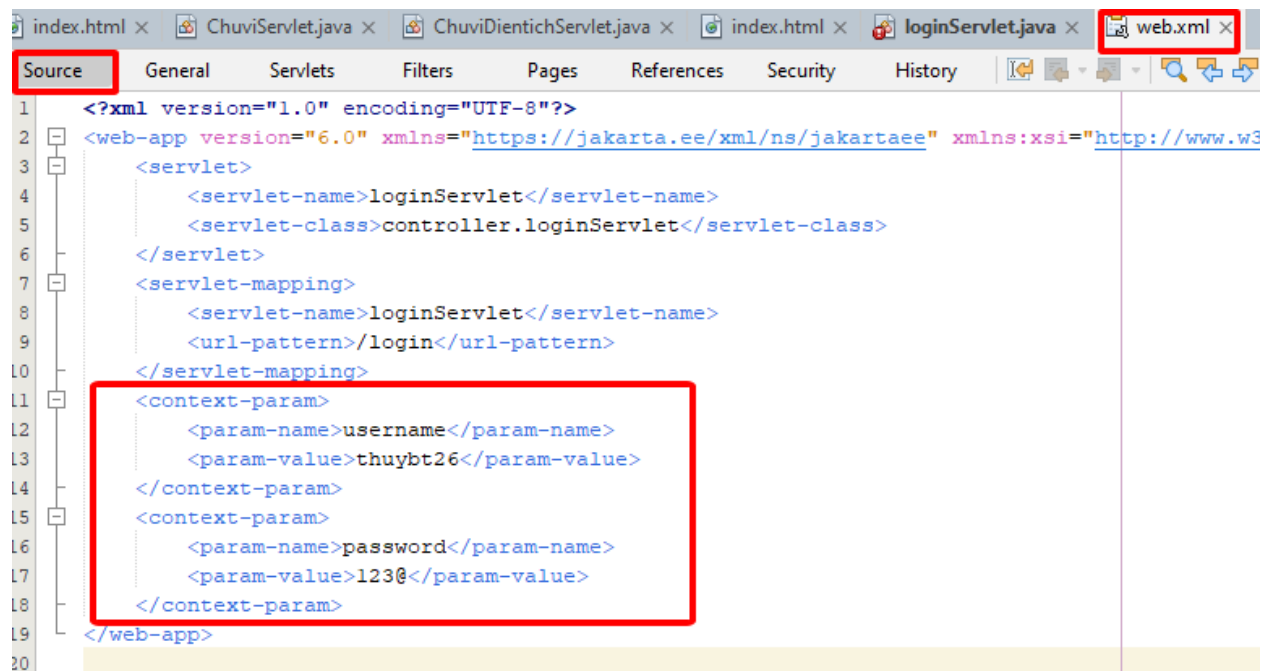 index.html × ChuviServlet.java × ChuviDientichServlet.java × index.html × loginServlet.java × web.xml ×
Source General Servlets Filters Pages References Security History
1 <?xml version="1.0" encoding="UTF-8"?>
2 <web-app version="6.0" xmlns="https://jakarta.ee/xml/ns/jakartaee" xmlns:xsi="http://www.w3
3 <servlet>
4 <servlet-name>loginServlet</servlet-name>
5 <servlet-class>controller.loginServlet</servlet-class>
6 </servlet>
7 <servlet-mapping>
8 <servlet-name>loginServlet</servlet-name>
9 <url-pattern>/login</url-pattern>
10 </servlet-mapping>
11 <context-param>
12 <param-name>username</param-name>
13 <param-value>thuybt26</param-value>
14 </context-param>
15 <context-param>
16 <param-name>password</param-name>
17 <param-value>123@</param-value>
18 </context-param>
19 </web-app>
20